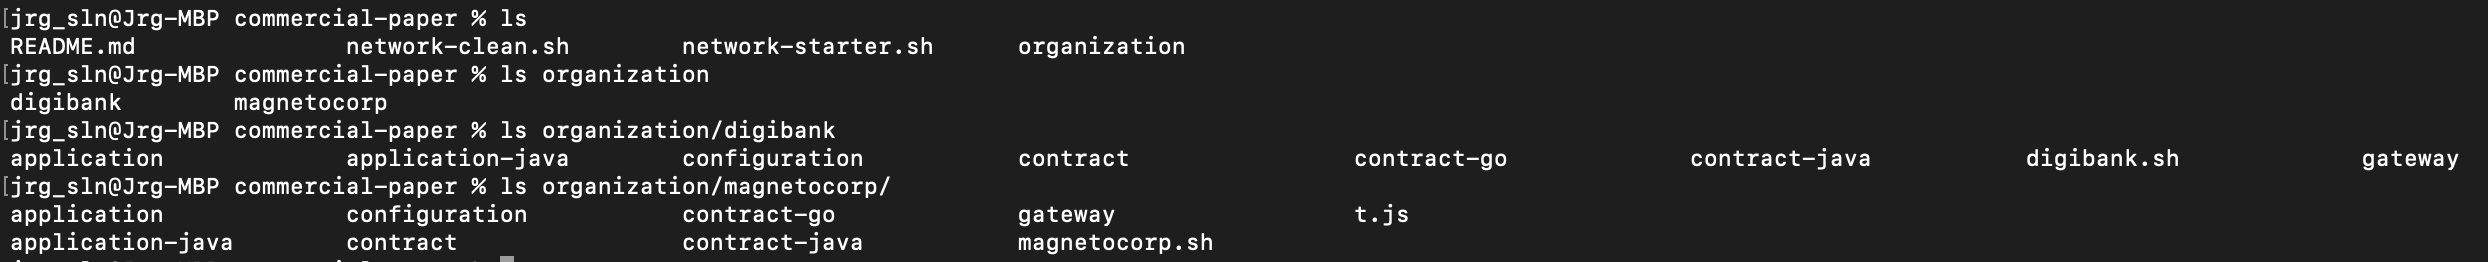 [jrg_sln@Jrg-MBP commercial-paper % ls
README.md network-clean.sh network-starter.sh organization
[jrg_sln@Jrg-MBP commercial-paper % ls organization
digibank magnetocorp
[jrg_sln@Jrg-MBP commercial-paper % ls organization/digibank
application application-java configuration contract contract-go contract-java digibank.sh gateway
[jrg_sln@Jrg-MBP commercial-paper % ls organization/magnetocorp/
application configuration contract-go gateway t.js
application-java contract contract-java magnetocorp.sh